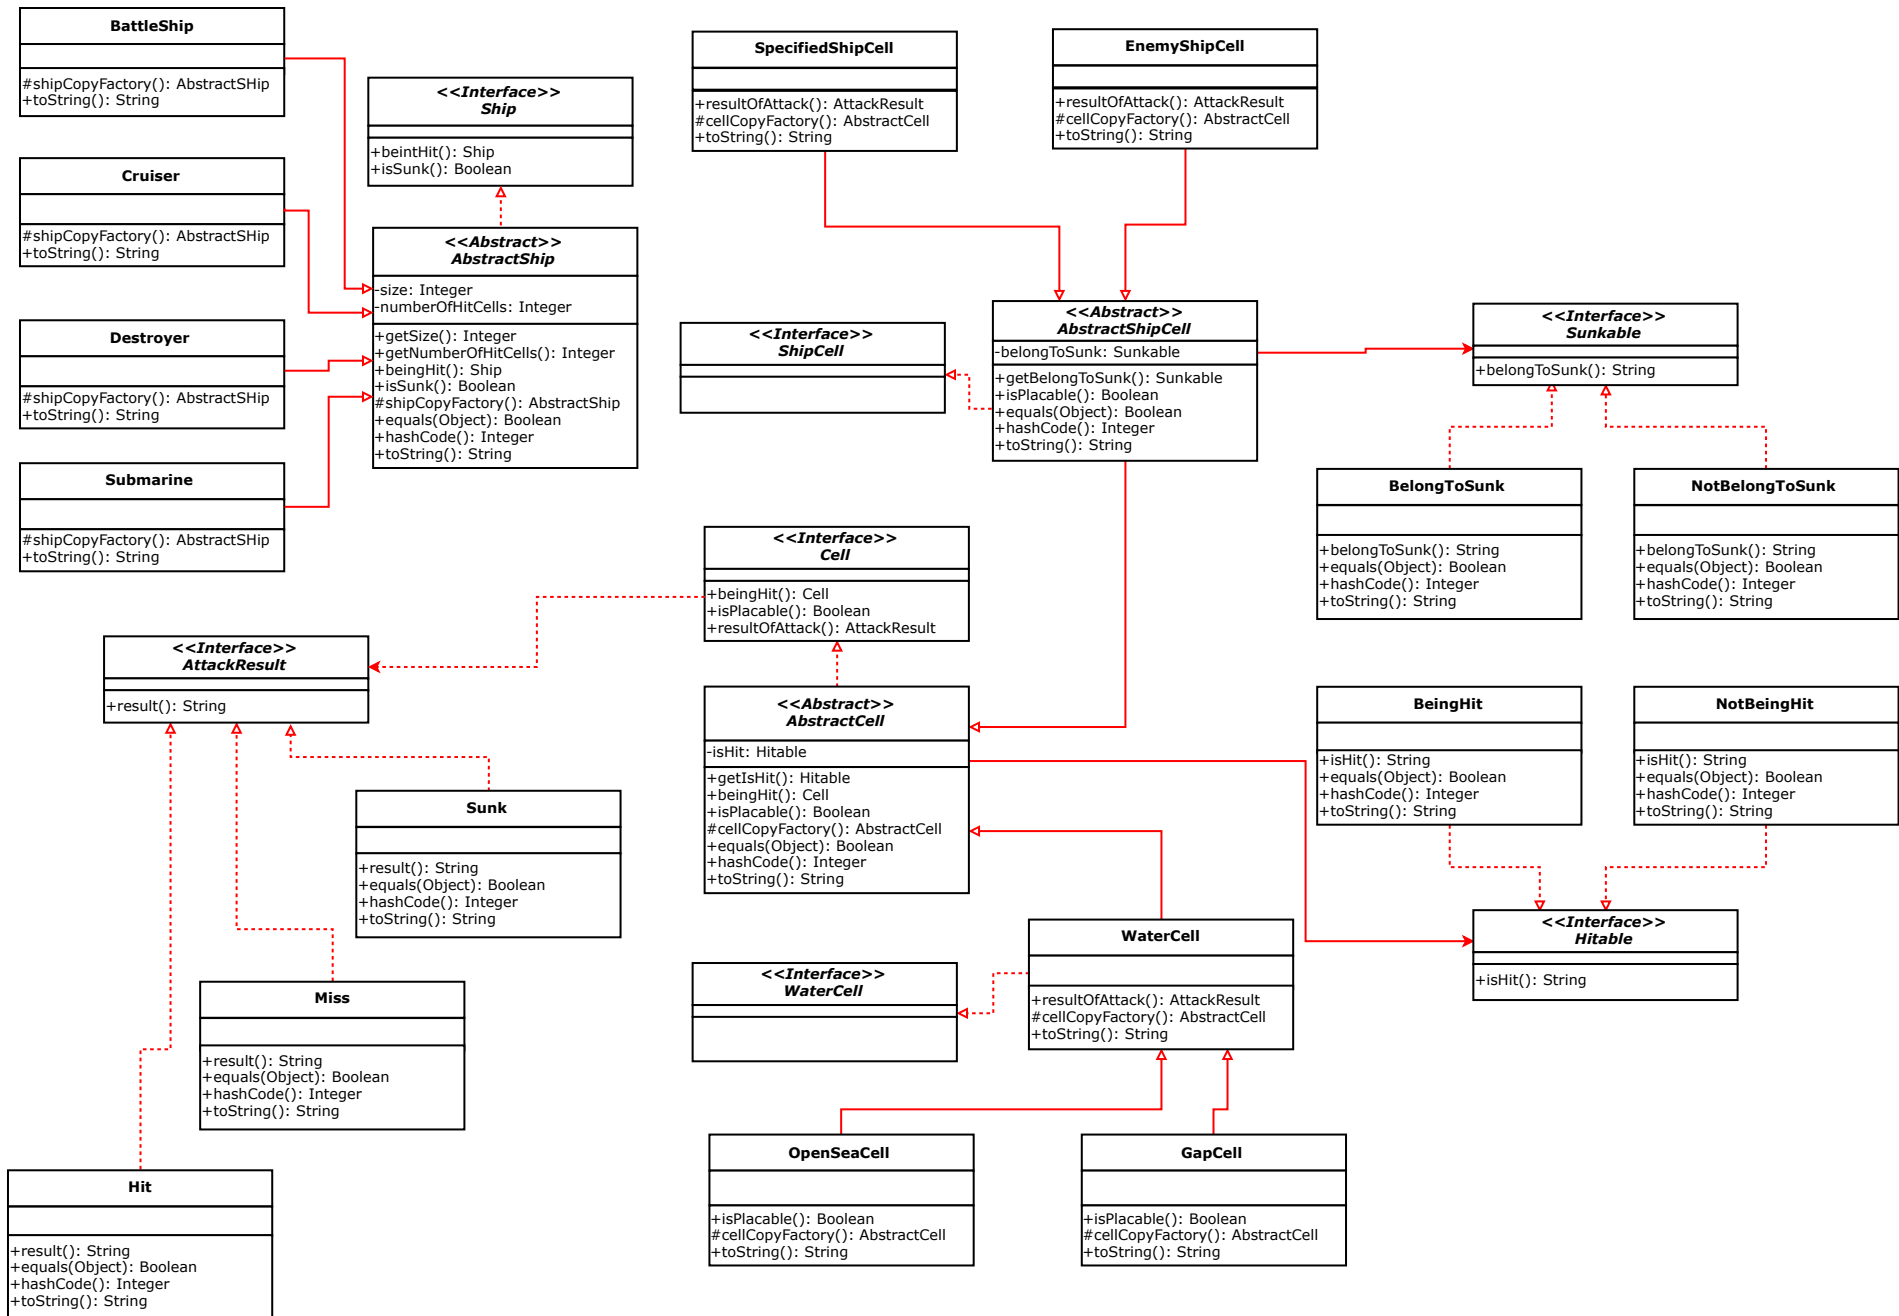 BattleShip
#shipCopyFactory(): AbstractSHip
+toString(): String
<<Interface>>
Ship
+beintHit(): Ship
+isSunk(): Boolean
SpecifiedShipCell
+resultOfAttack(): AttackResult
#cellCopyFactory(): AbstractCell
+toString(): String
EnemyShipCell
+resultOfAttack(): AttackResult
#cellCopyFactory(): AbstractCell
+toString(): String
Cruiser
#shipCopyFactory(): AbstractSHip
+toString(): String
<<Abstract>>
AbstractShip
-size: Integer
-numberOfHitCells: Integer
+getSize(): Integer
+getNumberOfHitCells(): Integer
+beingHit(): Ship
+isSunk(): Boolean
#shipCopyFactory(): AbstractShip
+equals(Object): Boolean
+hashCode(): Integer
+toString(): String
Destroyer
#shipCopyFactory(): AbstractSHip
+toString(): String
Submarine
#shipCopyFactory(): AbstractSHip
+toString(): String
<<Interface>>
ShipCell
<<Abstract>>
AbstractShipCell
-belongToSunk: Sunkable
+getBelongToSunk(): Sunkable
+isPlacable(): Boolean
+equals(Object): Boolean
+hashCode(): Integer
+toString(): String
<<Interface>>
Sunkable
+belongToSunk(): String
BelongToSunk
+belongToSunk(): String
+equals(Object): Boolean
+hashCode(): Integer
+toString(): String
NotBelongToSunk
+belongToSunk(): String
+equals(Object): Boolean
+hashCode(): Integer
+toString(): String
<<Interface>>
Cell
+beingHit(): Cell
+isPlacable(): Boolean
+resultOfAttack(): AttackResult
<<Interface>>
AttackResult
+result(): String
<<Abstract>>
AbstractCell
-isHit: Hitable
+getIsHit(): Hitable
+beingHit(): Cell
+isPlacable(): Boolean
#cellCopyFactory(): AbstractCell
+equals(Object): Boolean
+hashCode(): Integer
+toString(): String
BeingHit
+isHit(): String
+equals(Object): Boolean
+hashCode(): Integer
+toString(): String
NotBeingHit
+isHit(): String
+equals(Object): Boolean
+hashCode(): Integer
+toString(): String
Sunk
+result(): String
+equals(Object): Boolean
+hashCode(): Integer
+toString(): String
<<Interface>>
Hitable
+isHit(): String
WaterCell
+resultOfAttack(): AttackResult
#cellCopyFactory(): AbstractCell
+toString(): String
<<Interface>>
WaterCell
Miss
+result(): String
+equals(Object): Boolean
+hashCode(): Integer
+toString(): String
OpenSeaCell
+isPlacable(): Boolean
#cellCopyFactory(): AbstractCell
+toString(): String
GapCell
+isPlacable(): Boolean
#cellCopyFactory(): AbstractCell
+toString(): String
Hit
+result(): String
+equals(Object): Boolean
+hashCode(): Integer
+toString(): String